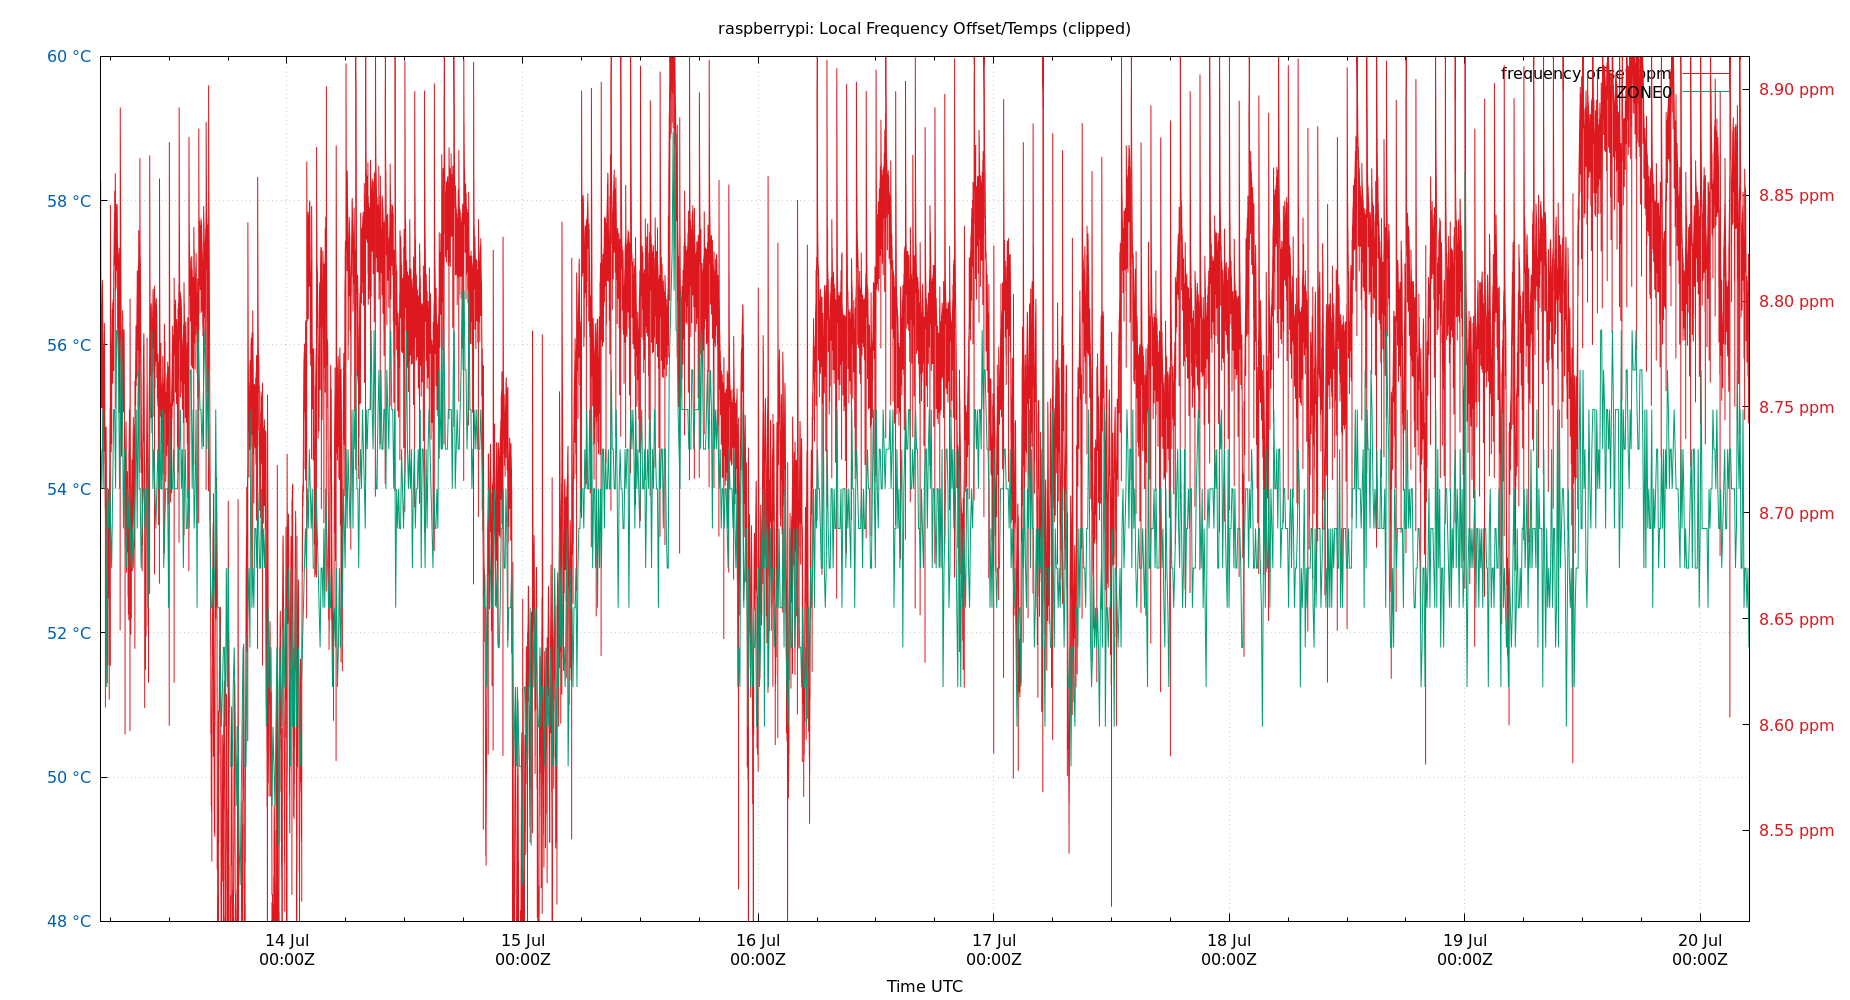 raspberrypi: Local Frequency Offset/Temps (clipped)
60 °C
58 °C
56 °C
54 °C
52 °C
50 °C
48 °C
frequency offset ppm
ZONE0
8.90 ppm
8.85 ppm
8.80 ppm
8.75 ppm
8.70 ppm
8.65 ppm
8.60 ppm
8.55 ppm
14 Jul
00:00Z
15 Jul
00:00Z
16 Jul
00:00Z
17 Jul
00:00Z
18 Jul
00:00Z
19 Jul
00:00Z
20 Jul
00:00Z
Time UTC